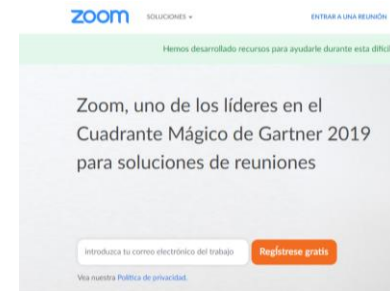 zoom SOLUCIONES ENTRAR A UNA REUNIÓN
Hemos desarrollado recursos para ayudarle durante esta difícil
Zoom, uno de los líderes en el
Cuadrante Mágico de Gartner 2019
para soluciones de reuniones
Introduzca tu correo electrónico del trabajo Regístrese gratis
Vea nuestra Política de privacidad.